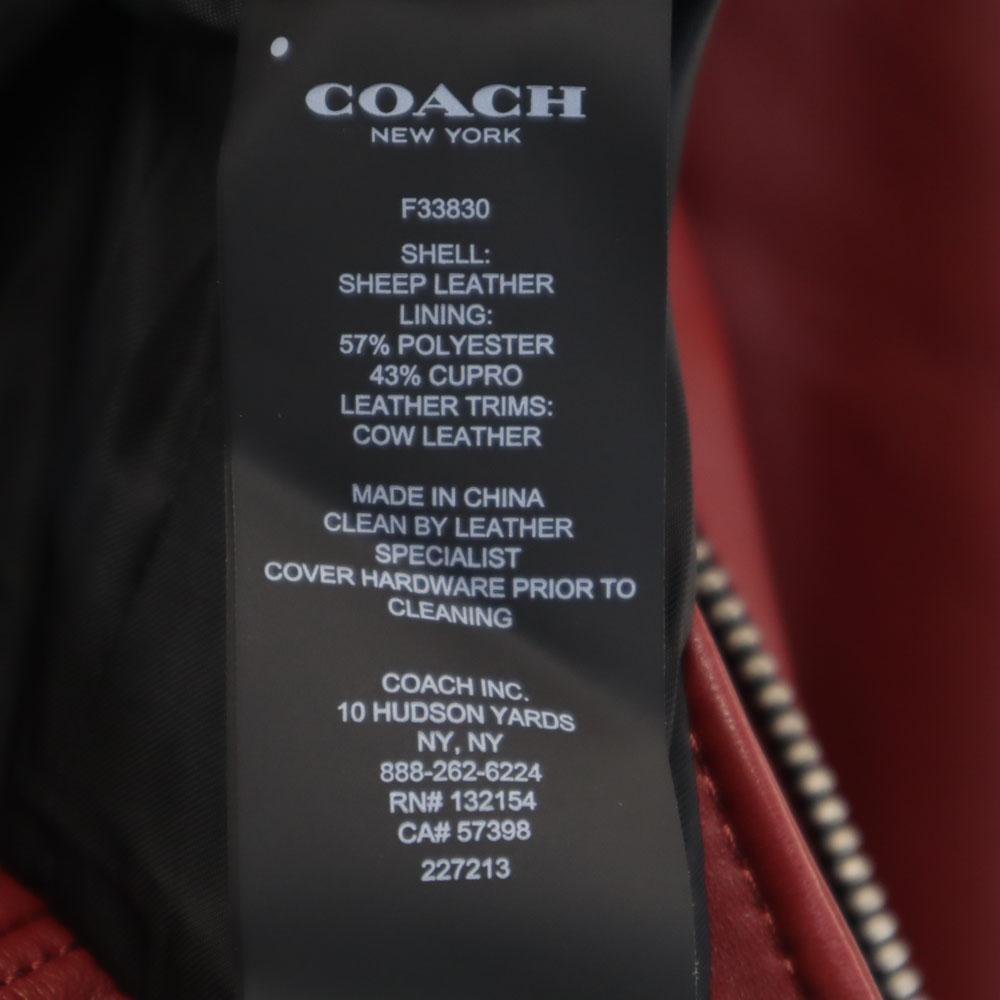 COACH
NEW YORK
F33830
SHELL:
SHEEP LEATHER
LINING:
57% POLYESTER
43% CUPRO
LEATHER TRIMS:
COW LEATHER
MADE IN CHINA
CLEAN BY LEATHER
SPECIALIST
COVER HARDWARE PRIOR TO
CLEANING
COACH INC.
10 HUDSON YARDS
NY, NY
888-262-6224
RN# 132154
CA# 57398
227213